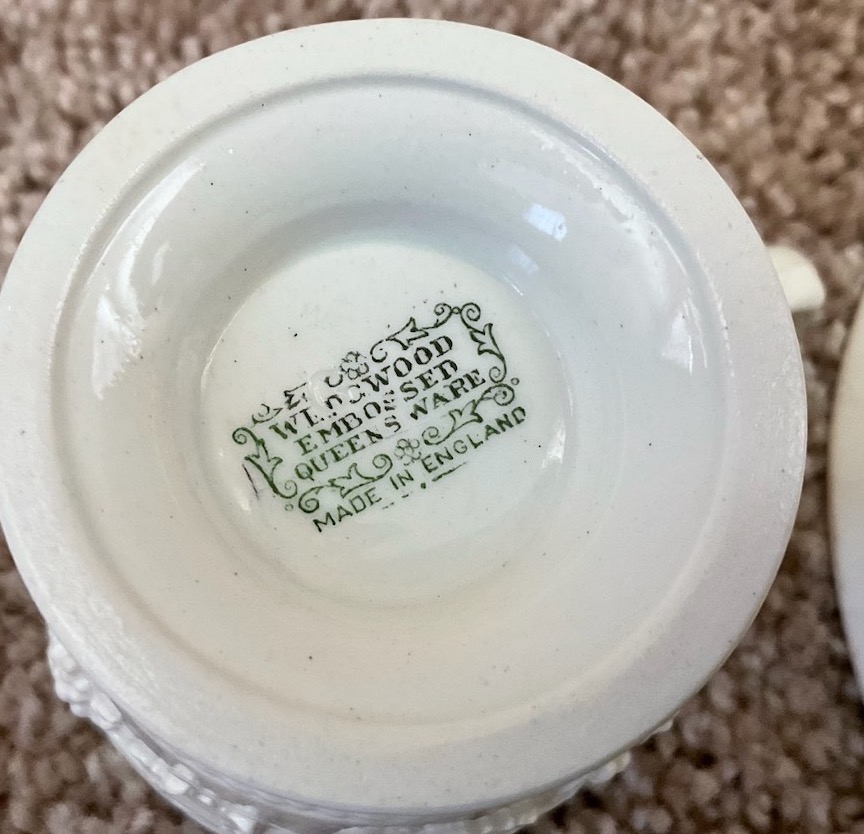 WEDGWOOD
EMBOSSED
QUEENS WARE
MADE IN ENGLAND